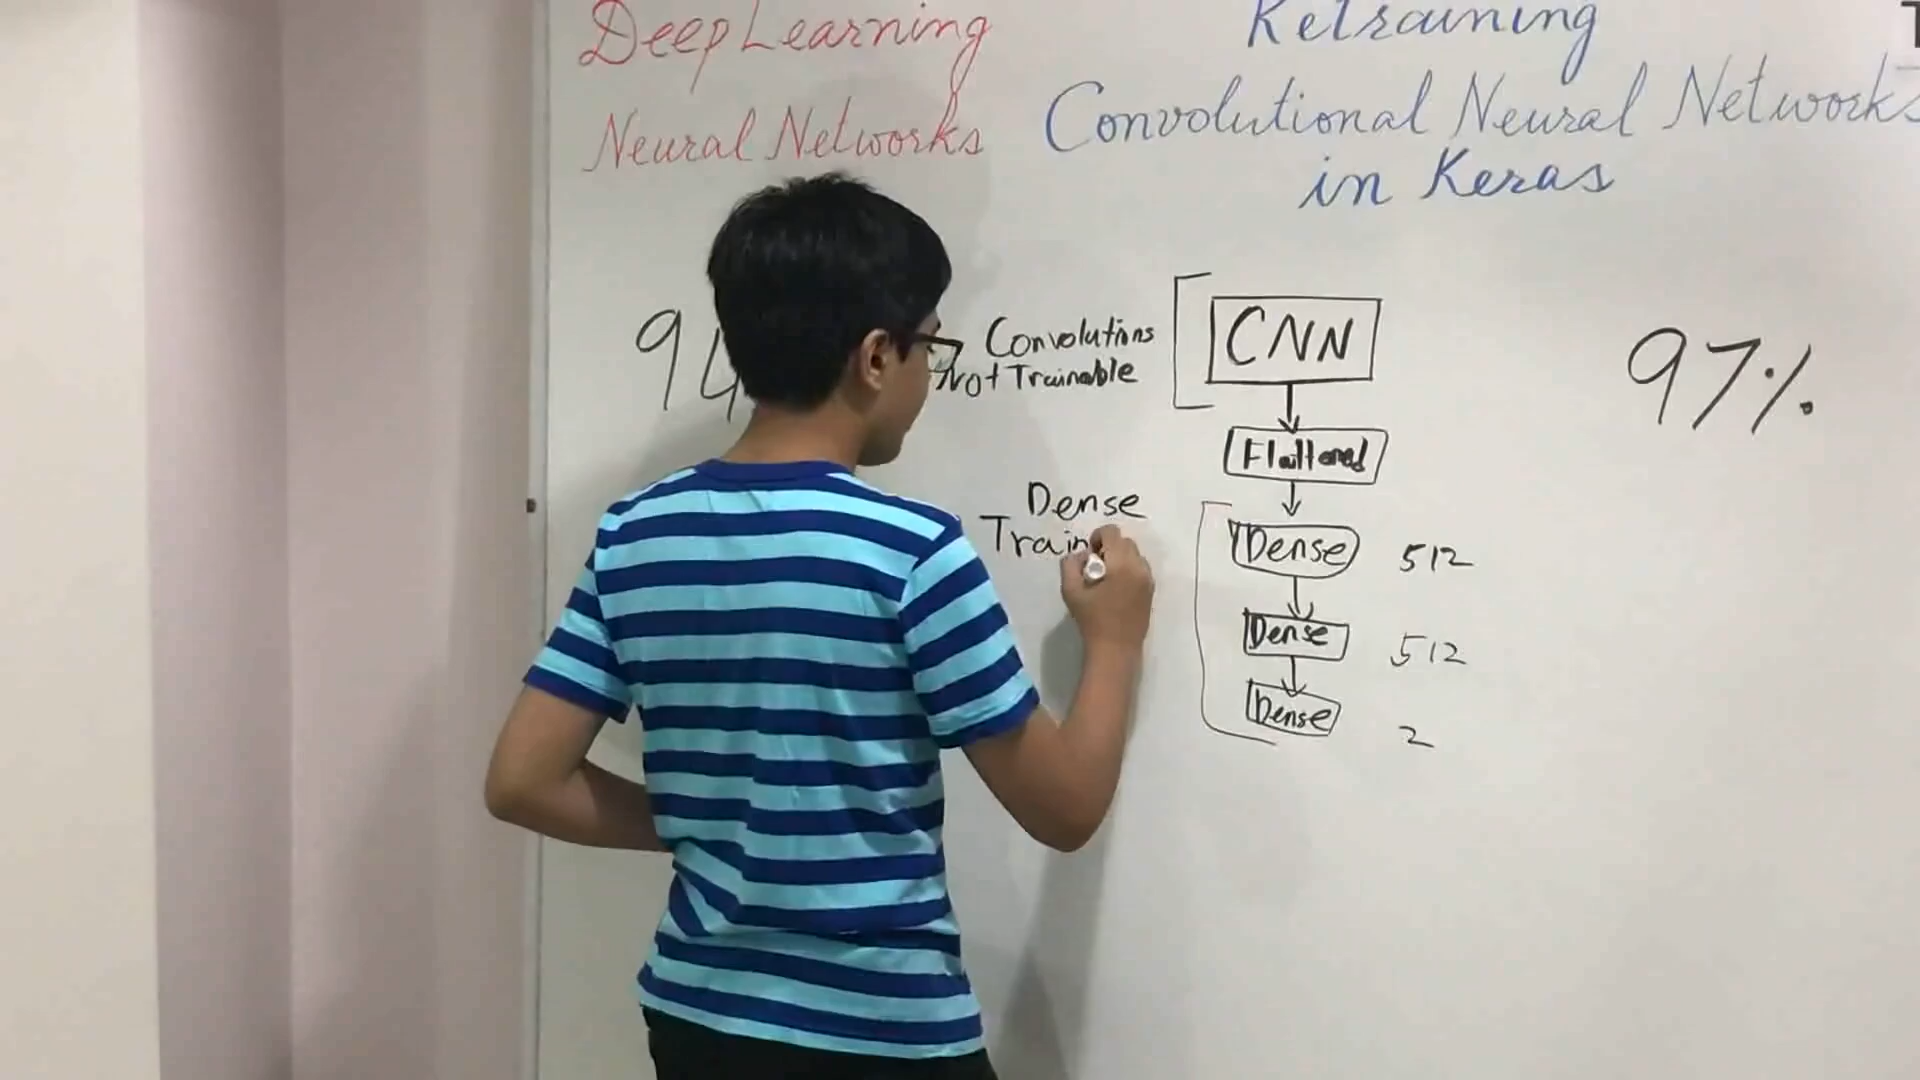 Deep Learning
Neural Networks
Retraining
Convolutional Neural Networks
in Keras
T
94
Convolutions
Not Trainable
CNN
97%
Flattened
Dense
Train
Dense
512
Dense
512
Dense
2